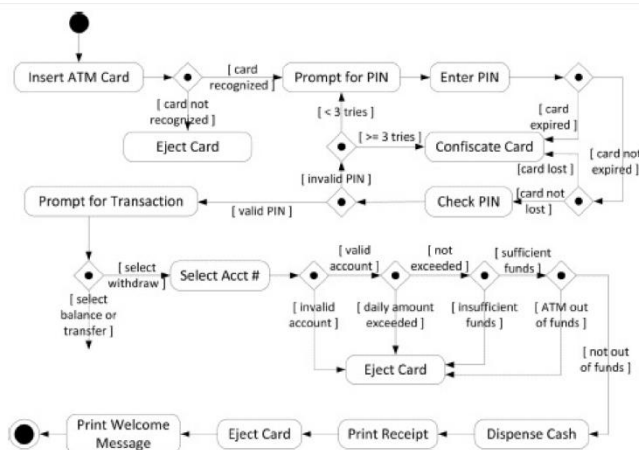 Insert ATM Card
[ card
recognized ]
Prompt for PIN
Enter PIN
[ card not
recognized ]
Eject Card
[ < 3 tries ]
[ >= 3 tries ]
[ card
expired ]
Confiscate Card
[card lost]
[ card not
expired ]
[ invalid PIN ]
Prompt for Transaction
[ valid PIN ]
Check PIN
[card not
lost]
[ select
withdraw ]
Select Acct #
[ valid
account ]
[ not
exceeded ]
[ sufficient
funds ]
[ select
balance or
transfer ]
[ invalid
account ]
[ daily amount
exceeded ]
[ insufficient
funds ]
[ ATM out
of funds ]
[ not out
of funds ]
Eject Card
Print Welcome
Message
Eject Card
Print Receipt
Dispense Cash